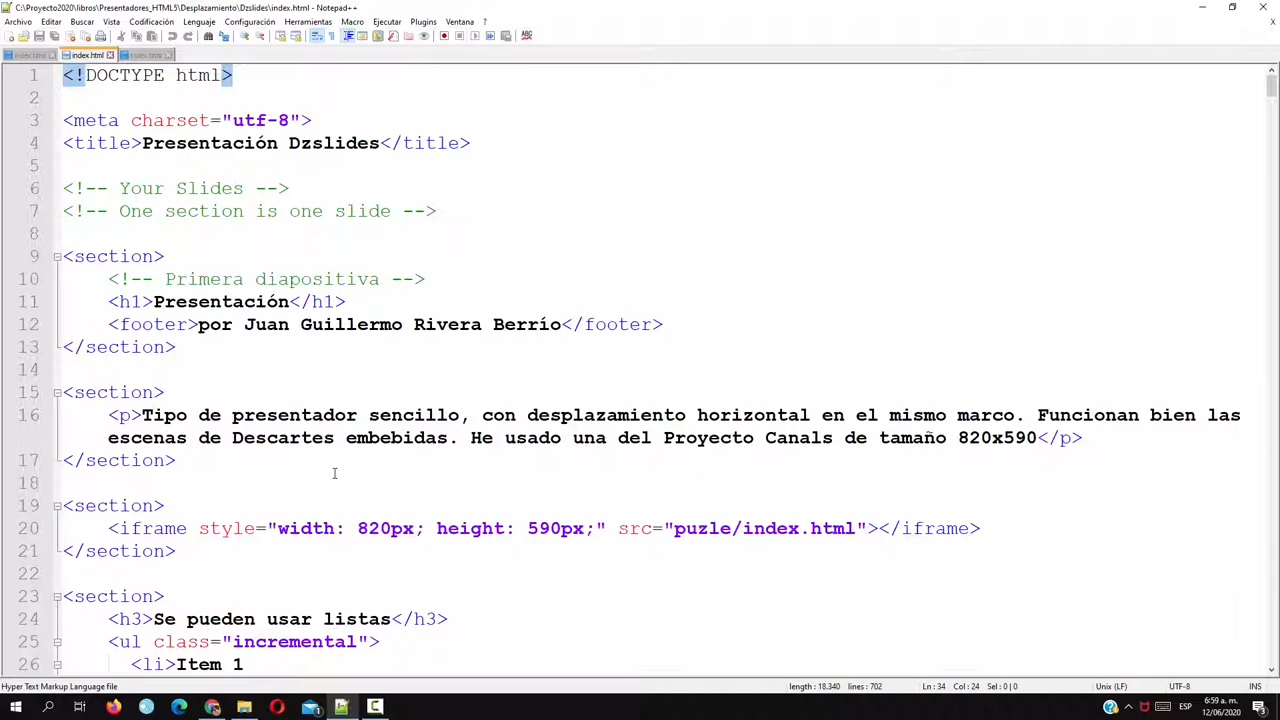 C:\Proyecto2020\libros\Presentadores_HTML5\Desplazamiento\Dzslides\index.html - Notepad++
Archivo Editar Buscar Vista Codificación Lenguaje Configuración Herramientas Macro Ejecutar Plugins Ventana ?
index.html index.html index.html
1 <!DOCTYPE html>
2
3 <meta charset="utf-8">
4 <title>Presentación Dzslides</title>
5
6 <!-- Your Slides -->
7 <!-- One section is one slide -->
8
9 <section>
10 <!-- Primera diapositiva -->
11 <h1>Presentación</h1>
12 <footer>por Juan Guillermo Rivera Berrío</footer>
13 </section>
14
15 <section>
16 <p>Tipo de presentador sencillo, con desplazamiento horizontal en el mismo marco. Funcionan bien las
escenas de Descartes embebidas. He usado una del Proyecto Canals de tamaño 820x590</p>
17 </section>
18
19 <section>
20 <iframe style="width: 820px; height: 590px;" src="puzle/index.html"></iframe>
21 </section>
22
23 <section>
24 <h3>Se pueden usar listas</h3>
25 <ul class="incremental">
26 <li>Item 1
Hyper Text Markup Language file length : 18.340 lines : 702 Ln : 34 Col : 24 Sel : 0 | 0 Unix (LF) UTF-8 INS
ESP 6:59 a. m.
12/06/2020